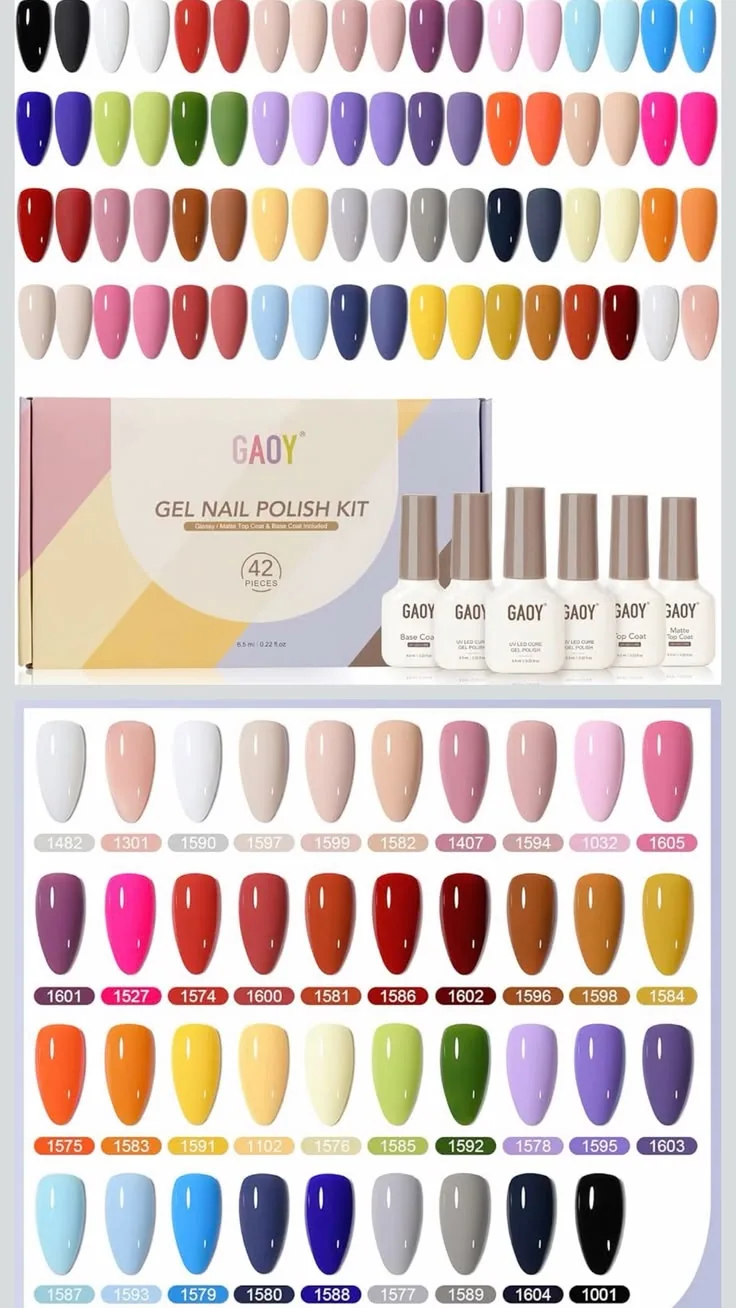 GAOY®
GEL NAIL POLISH KIT
Glossy / Matte Top Coat & Base Coat Included
42
PIECES
6.5 ml / 0.22 fl.oz
GAOY®
Base Coa
GAOY
UV LED CUR
GEL POLISH
GAOY®
UV LED CURE
GEL POLISH
GAOY®
UV LED CURE
GEL POLISH
GAOY®
Top Coat
GAOY®
Matte
Top Coat
1482 1301 1590 1597 1599 1582 1407 1594 1032 1605
1601 1527 1574 1600 1581 1586 1602 1596 1598 1584
1575 1583 1591 1102 1576 1585 1592 1578 1595 1603
1587 1593 1579 1580 1588 1577 1589 1604 1001